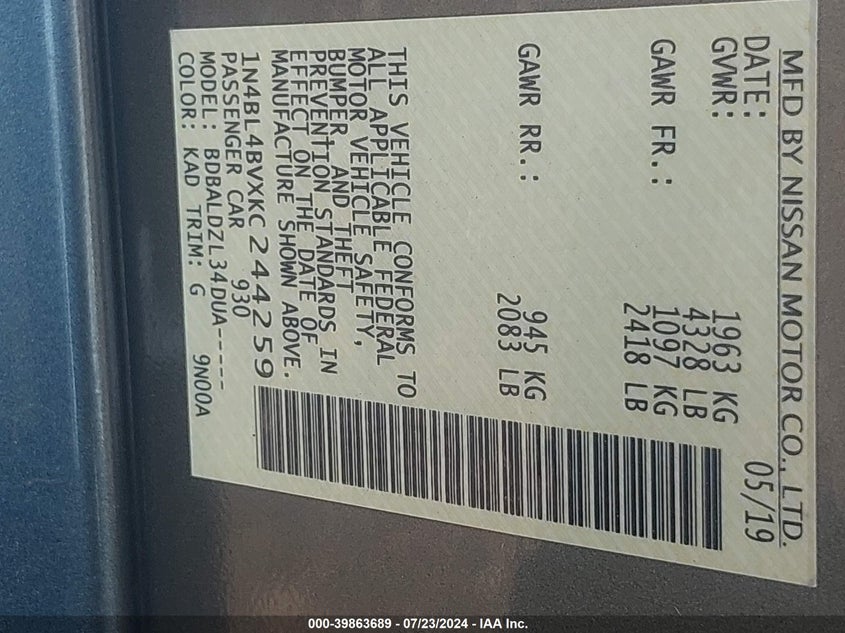 MFD BY NISSAN MOTOR CO., LTD.
DATE: 05/19
GVWR: 1963 KG
4328 LB
GAWR FR.: 1097 KG
2418 LB
GAWR RR.: 945 KG
2083 LB
THIS VEHICLE CONFORMS TO
ALL APPLICABLE FEDERAL
MOTOR VEHICLE SAFETY,
BUMPER AND THEFT
PREVENTION STANDARDS IN
EFFECT ON THE DATE OF
MANUFACTURE SHOWN ABOVE.
1N4BL4BVXKC244259
PASSENGER CAR 930
MODEL: BDBALDZL34DUA-----
COLOR: KAD TRIM: G 9N00A
000-39863689 - 07/23/2024 - IAA Inc.